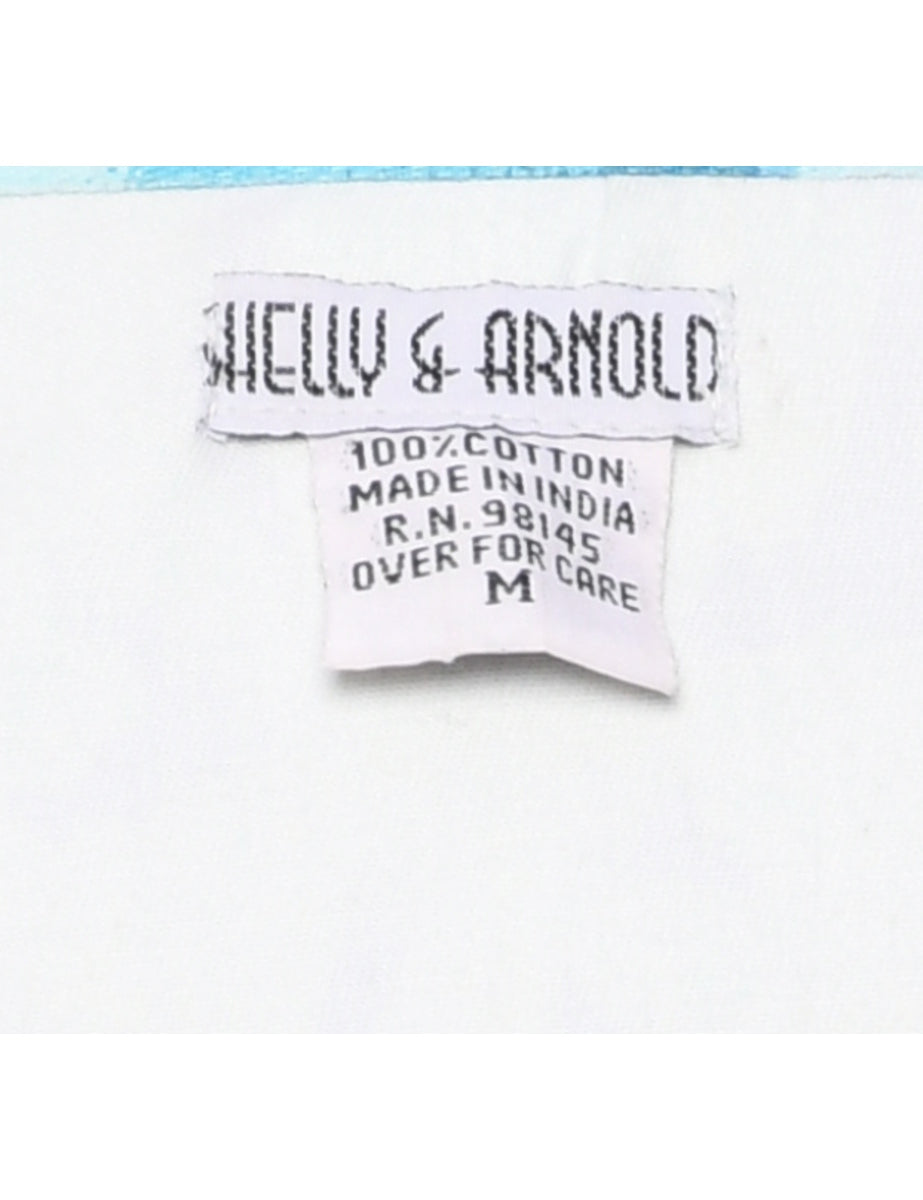 SHELLY & ARNOLD
100% COTTON
MADE IN INDIA
R.N. 98145
OVER FOR CARE
M